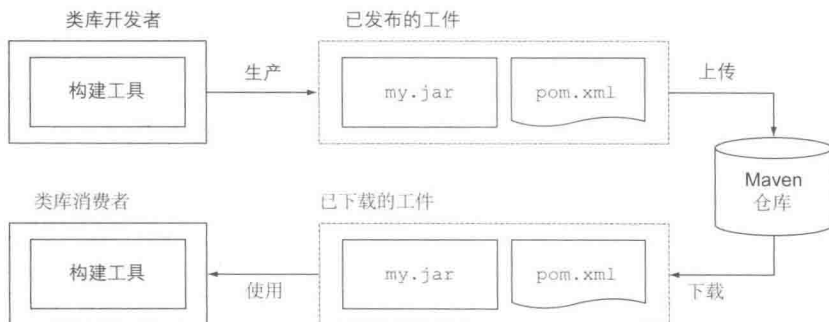 类库开发者
已发布的工件
构建工具
生产
my.jar
pom.xml
上传
Maven
仓库
类库消费者
已下载的工件
构建工具
使用
my.jar
pom.xml
下载